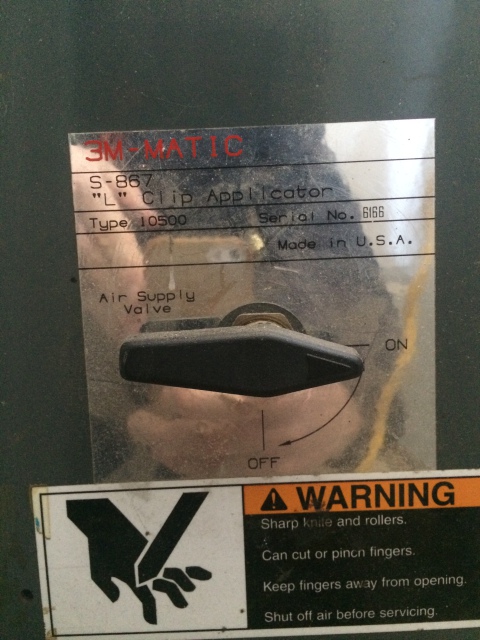 3M-MATIC
S-867
"L" Clip Applicator
Type 10500 Serial No. 6166
Made in U.S.A.
Air Supply
Valve
ON
OFF
WARNING
Sharp knife and rollers.
Can cut or pinch fingers.
Keep fingers away from opening.
Shut off air before servicing.